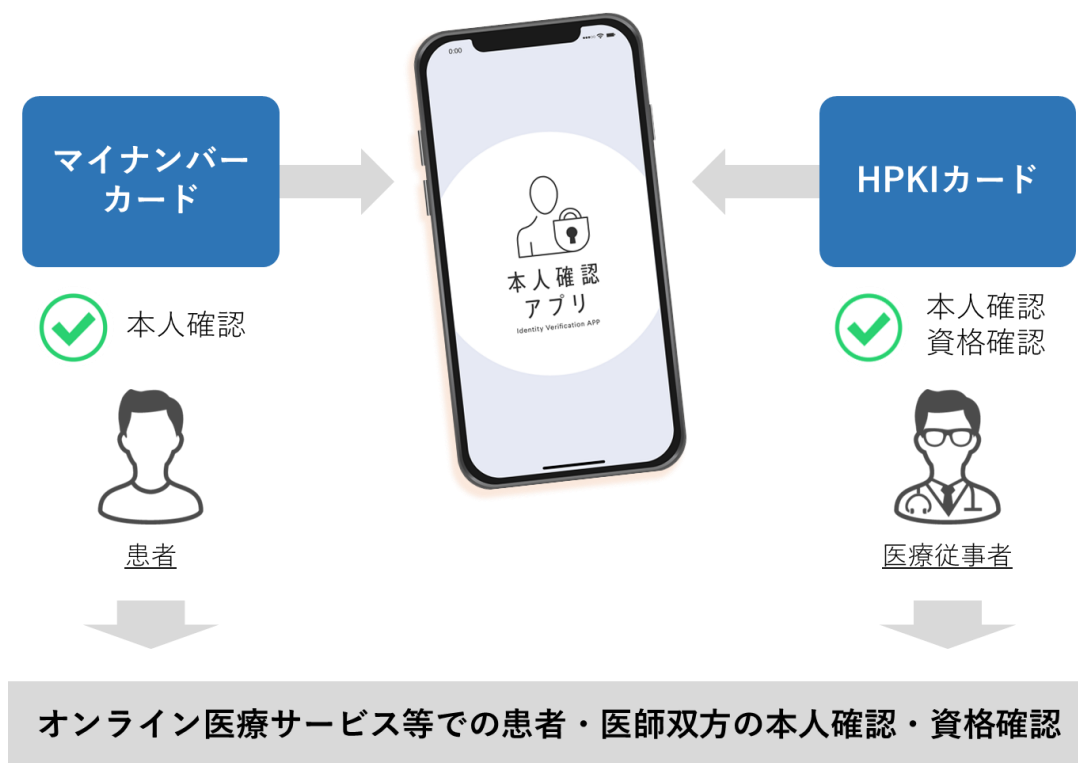 0:00
マイナンバー
カード
HPKIカード
本人確認
アプリ
Identity Verification APP
本人確認
本人確認
資格確認
患者
医療従事者
オンライン医療サービス等での患者・医師双方の本人確認・資格確認